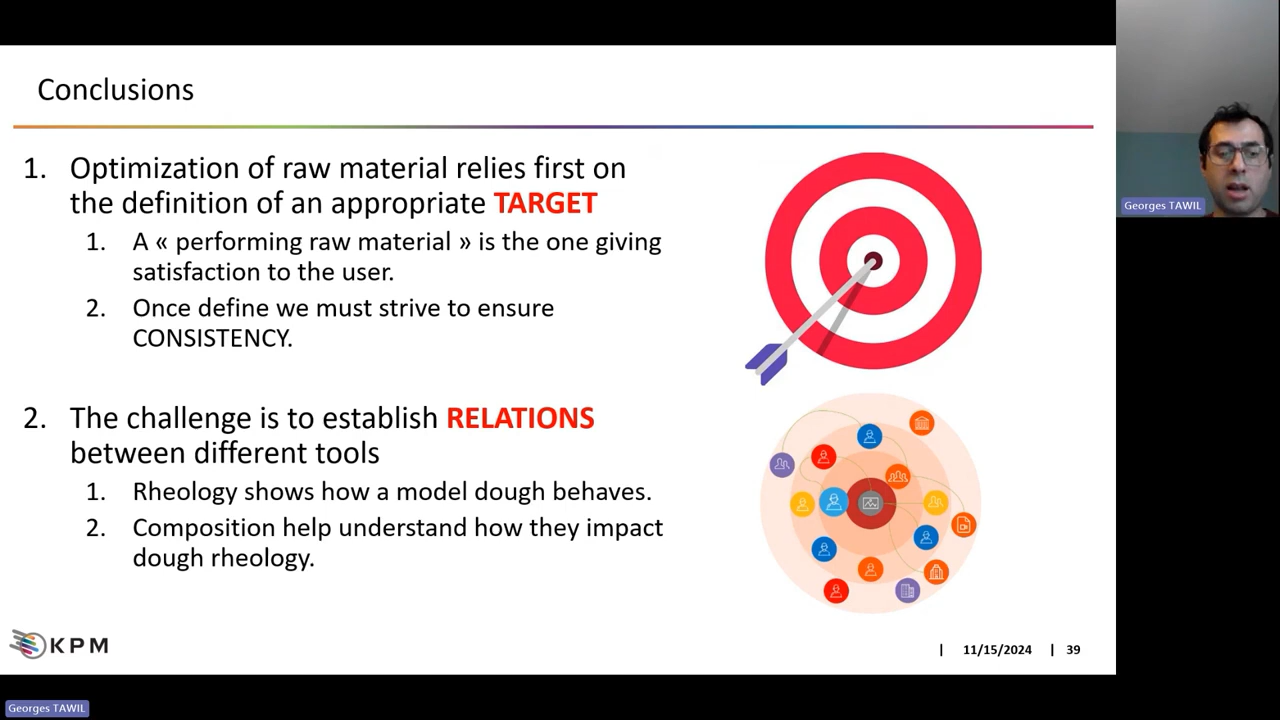 Conclusions
1. Optimization of raw material relies first on
the definition of an appropriate TARGET
1. A « performing raw material » is the one giving
satisfaction to the user.
2. Once define we must strive to ensure
CONSISTENCY.
2. The challenge is to establish RELATIONS
between different tools
1. Rheology shows how a model dough behaves.
2. Composition help understand how they impact
dough rheology.
KPM
| 11/15/2024 | 39
Georges TAWIL
Georges TAWIL